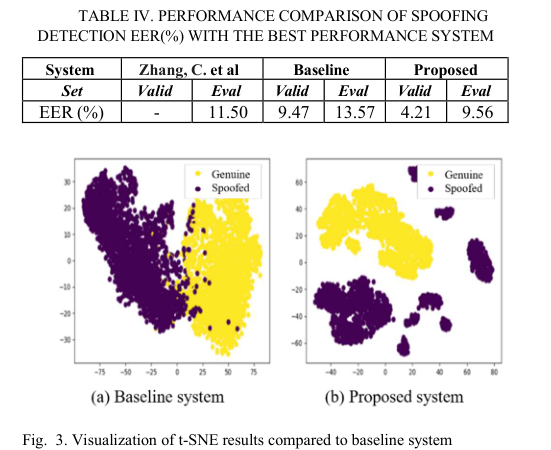 TABLE IV. PERFORMANCE COMPARISON OF SPOOFING
DETECTION EER(%) WITH THE BEST PERFORMANCE SYSTEM
System Zhang, C. et al Baseline Proposed
Set Valid Eval Valid Eval Valid Eval
EER (%) - 11.50 9.47 13.57 4.21 9.56
Genuine
Spoofed
30
20
10
0
−10
−20
−30
−75 −50 −25 0 25 50 75
(a) Baseline system
Genuine
Spoofed
60
40
20
0
−20
−40
−60
−40 −20 0 20 40 60 80
(b) Proposed system
Fig. 3. Visualization of t-SNE results compared to baseline system